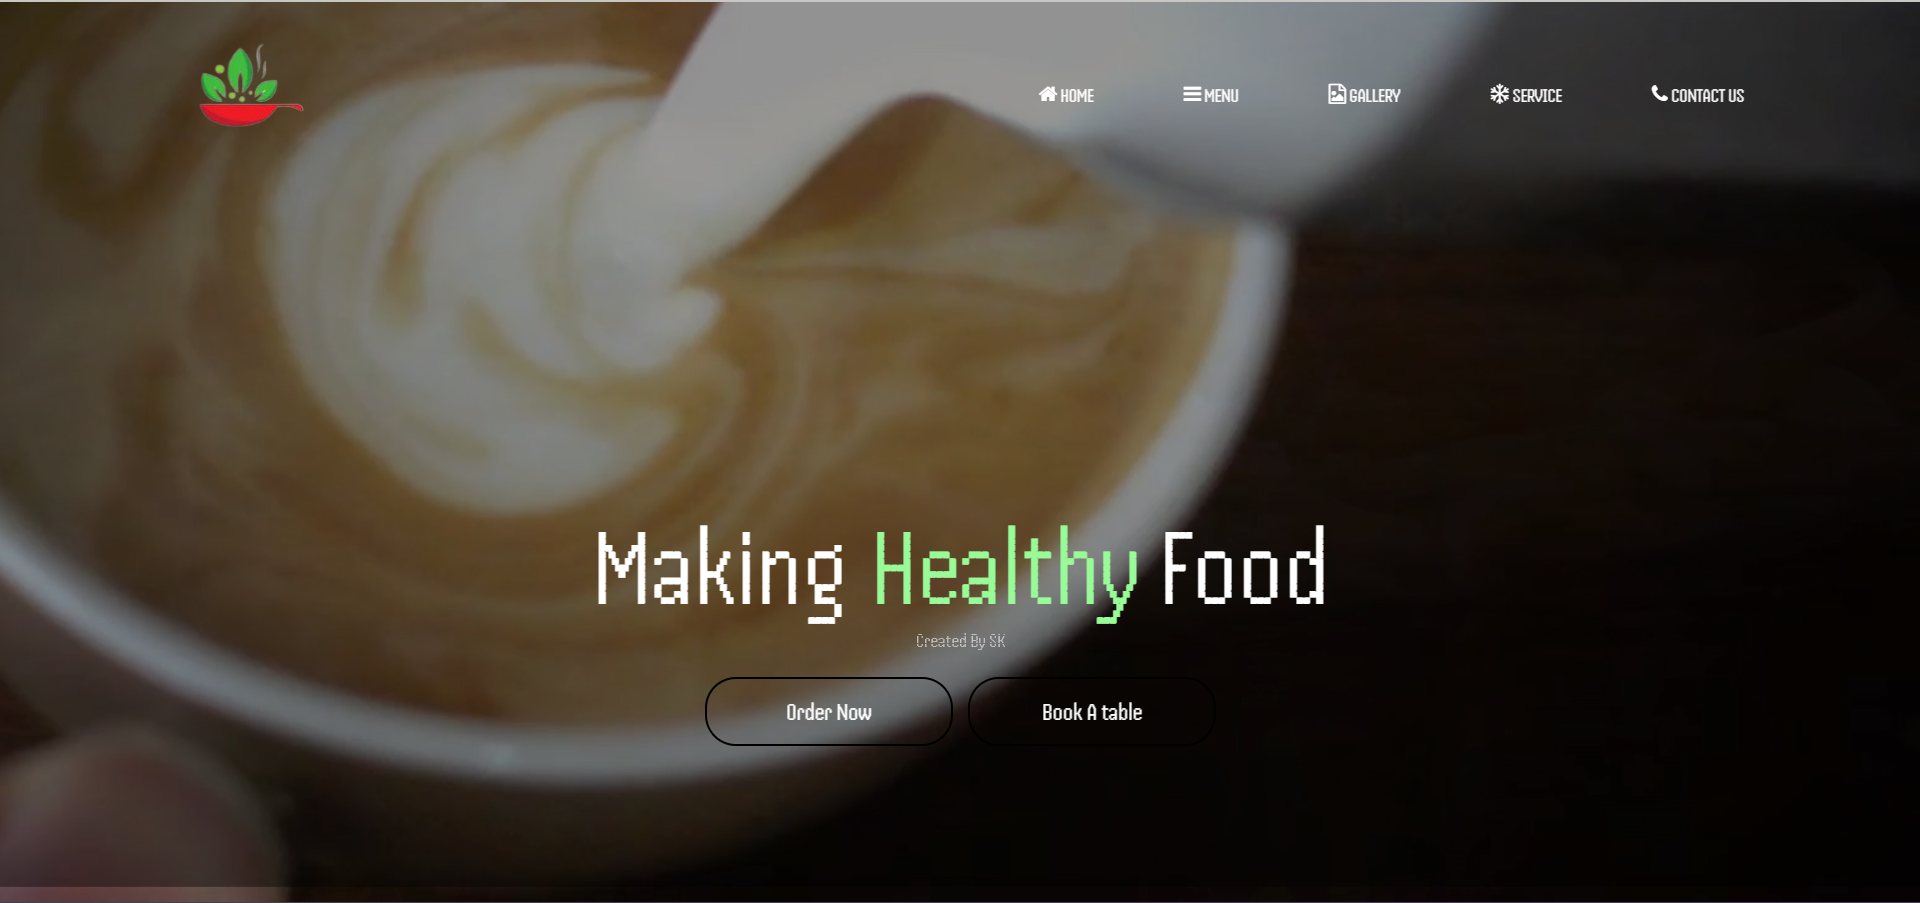 HOME MENU GALLERY SERVICE CONTACT US
Making Healthy Food
Created By SK
Order Now Book A table